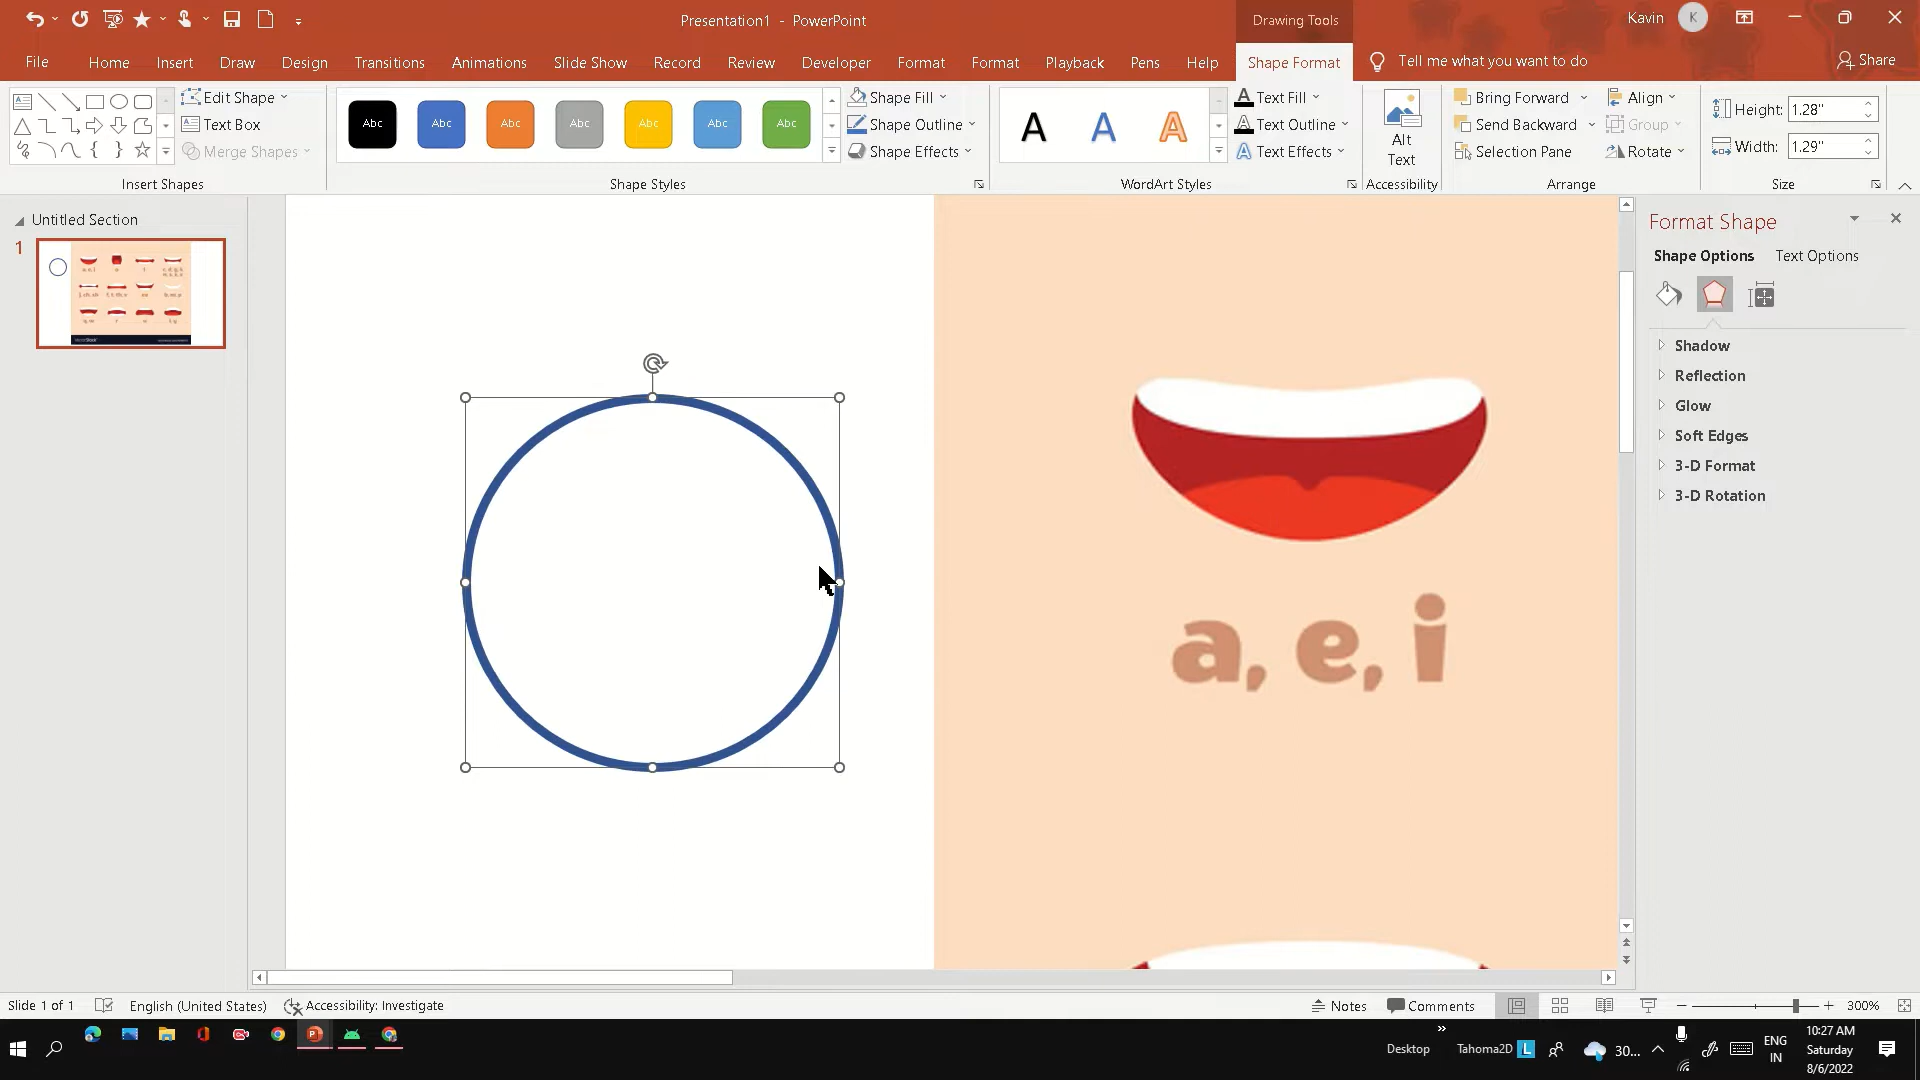 Presentation1 - PowerPoint
Drawing Tools
Kavin
K
File
Home
Insert
Draw
Design
Transitions
Animations
Slide Show
Record
Review
Developer
Format
Format
Playback
Pens
Help
Shape Format
Tell me what you want to do
Share
Edit Shape
Text Box
Merge Shapes
Insert Shapes
Abc
Abc
Abc
Abc
Abc
Abc
Abc
Shape Fill
Shape Outline
Shape Effects
Shape Styles
A
A
A
Text Fill
Text Outline
Text Effects
WordArt Styles
Alt
Text
Accessibility
Bring Forward
Send Backward
Selection Pane
Align
Group
Rotate
Arrange
Height: 1.28"
Width: 1.29"
Size
Untitled Section
1
a, e, i
Format Shape
Shape Options
Text Options
Shadow
Reflection
Glow
Soft Edges
3-D Format
3-D Rotation
Slide 1 of 1
English (United States)
Accessibility: Investigate
Notes
Comments
300%
Desktop
Tahoma2D
L
30...
ENG
IN
10:27 AM
Saturday
8/6/2022